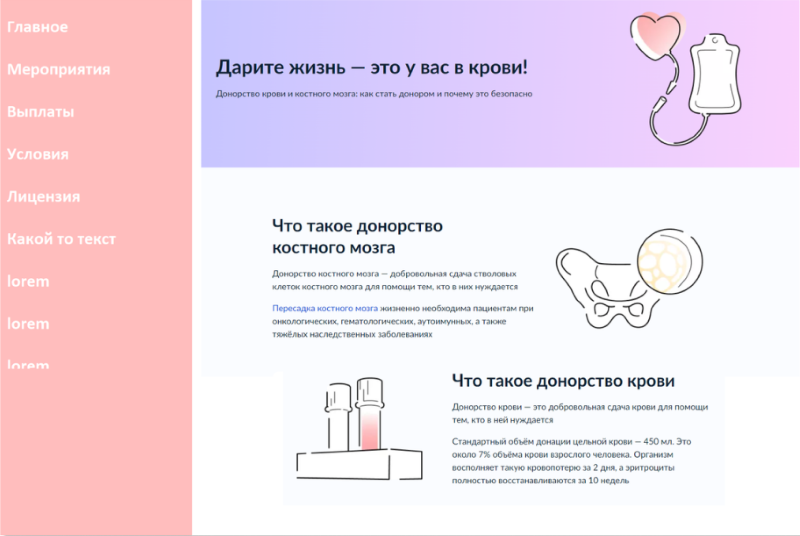 Главное
Мероприятия
Выплаты
Условия
Лицензия
Какой то текст
lorem
lorem
lorem
Дарите жизнь — это у вас в крови!
Донорство крови и костного мозга: как стать донором и почему это безопасно
Что такое донорство
костного мозга
Донорство костного мозга — добровольная сдача стволовых
клеток костного мозга для помощи тем, кто в них нуждается
Пересадка костного мозга жизненно необходима пациентам при
онкологических, гематологических, аутоимунных, а также
тяжёлых наследственных заболеваниях
Что такое донорство крови
Донорство крови — это добровольная сдача крови для помощи
тем, кто в ней нуждается
Стандартный объём донации цельной крови — 450 мл. Это
около 7% объёма крови взрослого человека. Организм
восполняет такую кровопотерю за 2 дня, а эритроциты
полностью восстанавливаются за 10 недель